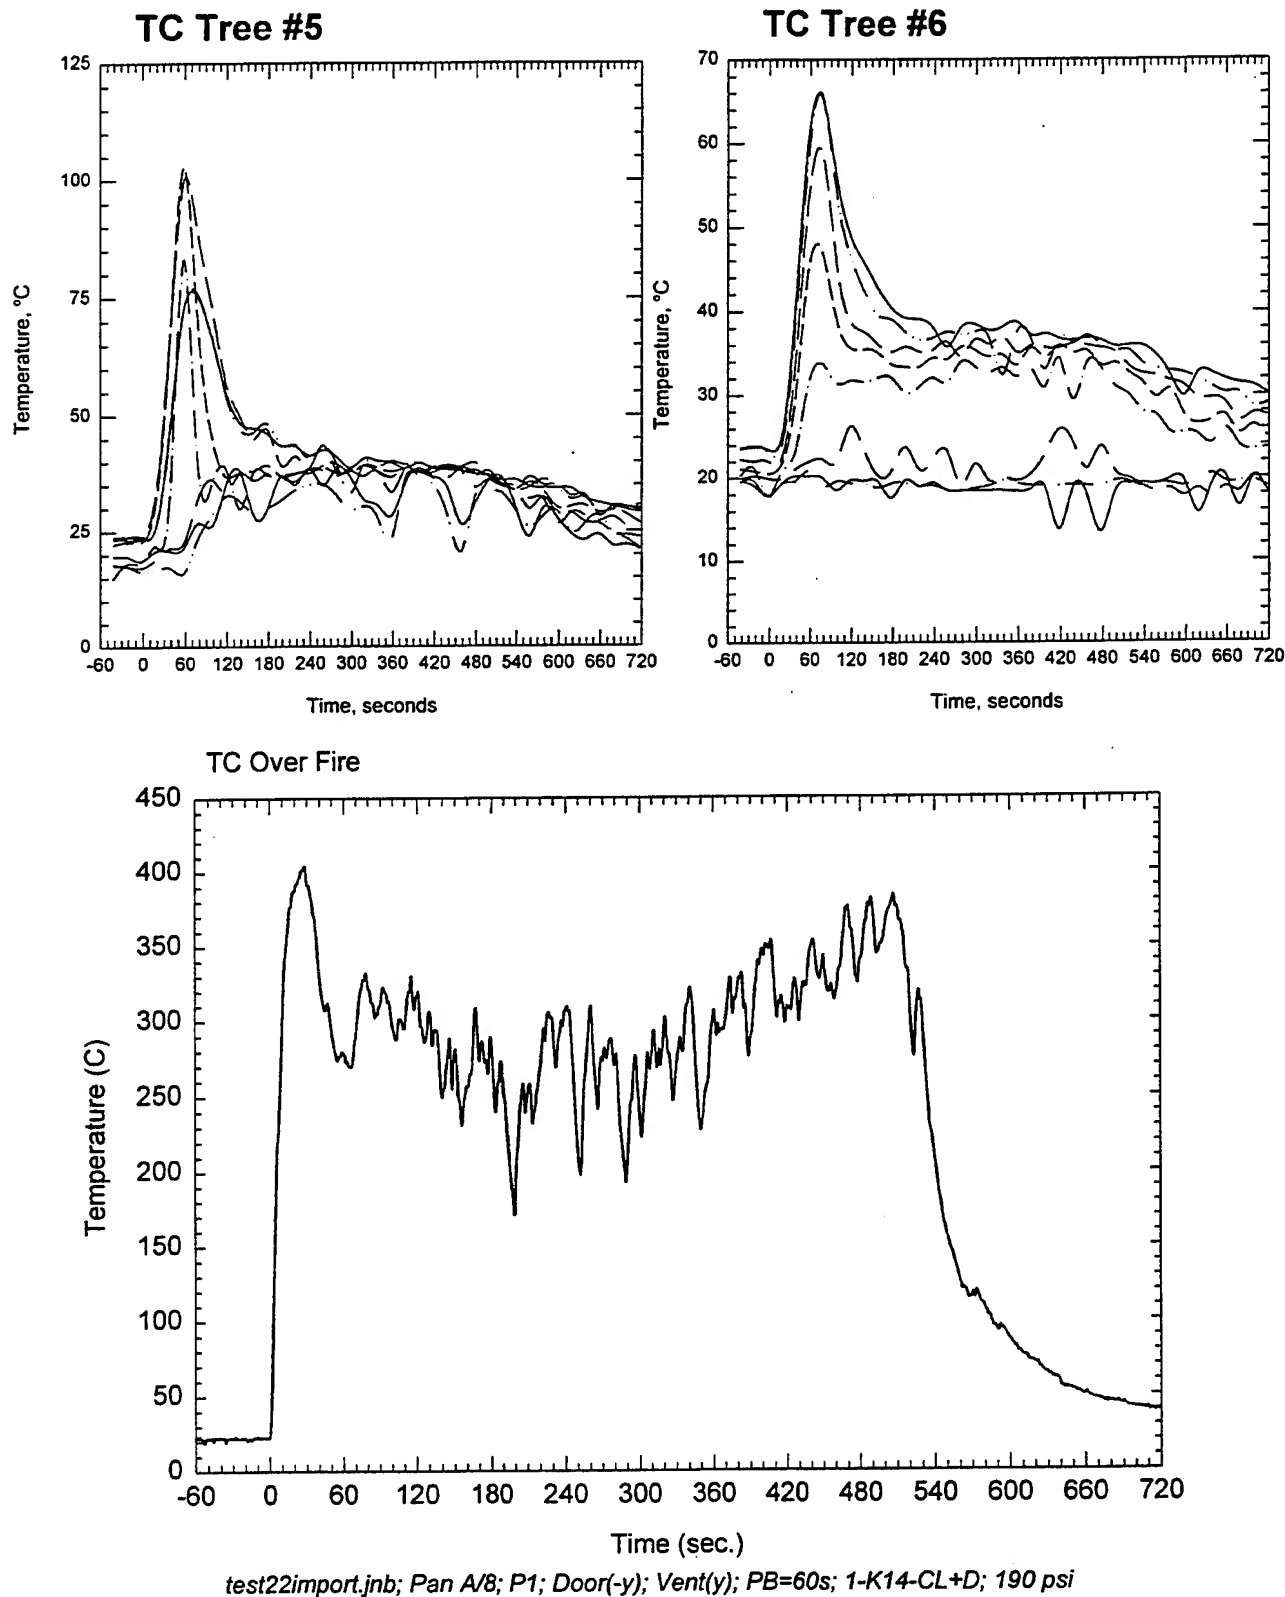 TC Tree #5
125
100
75
50
25
0
Temperature, ºC
-60 0 60 120 180 240 300 360 420 480 540 600 660 720
Time, seconds
TC Tree #6
70
60
50
40
30
20
10
0
Temperature, ºC
-60 0 60 120 180 240 300 360 420 480 540 600 660 720
Time, seconds
TC Over Fire
450
400
350
300
250
200
150
100
50
0
Temperature (C)
-60 0 60 120 180 240 300 360 420 480 540 600 660 720
Time (sec.)
test22import.jnb; Pan A/8; P1; Door(-y); Vent(y); PB=60s; 1-K14-CL+D; 190 psi